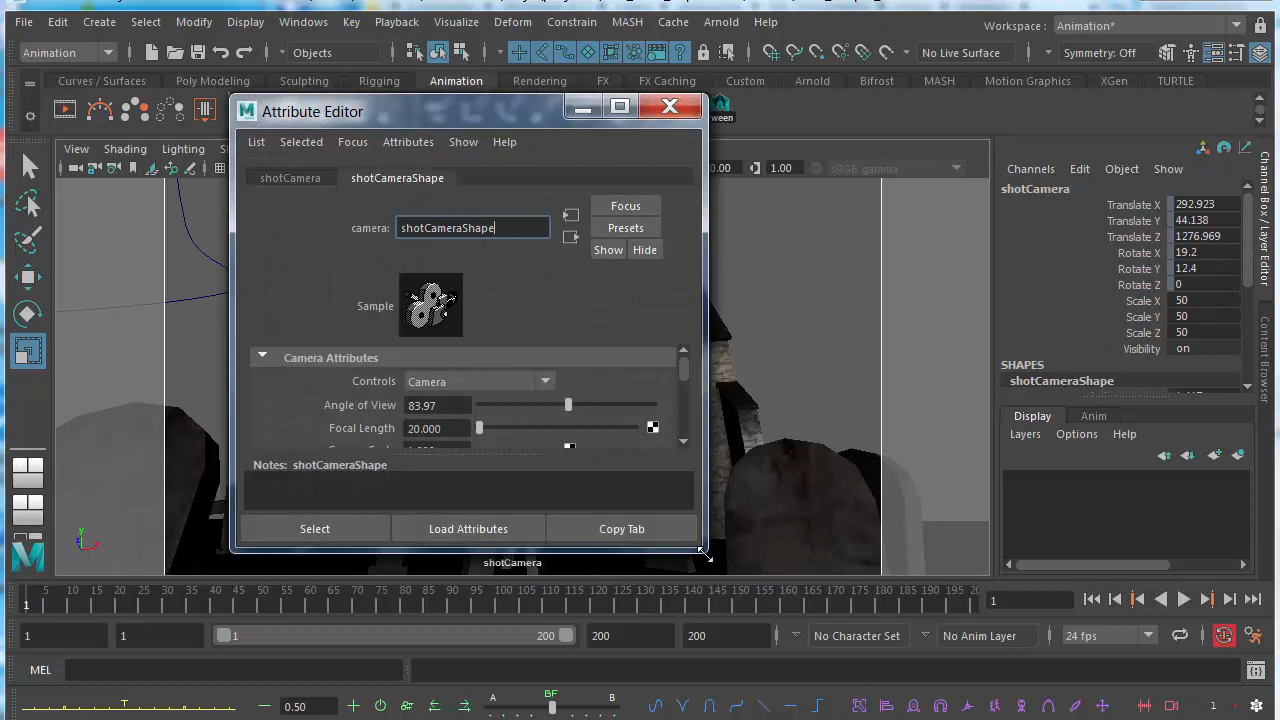 File Edit Create Select Modify Display Windows Key Playback Visualize Deform Constrain MASH Cache Arnold Help
Workspace : Animation*
Animation Objects No Live Surface Symmetry: Off
Curves / Surfaces Poly Modeling Sculpting Rigging Animation Rendering FX FX Caching Custom Arnold Bifrost MASH Motion Graphics XGen TURTLE
Attribute Editor
ween
List Selected Focus Attributes Show Help
View Shading Lighting
0.00 1.00 sRGB gamma
shotCamera shotCameraShape
camera: shotCameraShape
Focus
Presets
Show Hide
Sample
Camera Attributes
Controls Camera
Angle of View 83.97
Focal Length 20.000
Notes: shotCameraShape
Select Load Attributes Copy Tab
shotCamera
Channels Edit Object Show
shotCamera
Translate X 292.923
Translate Y 44.138
Translate Z 1276.969
Rotate X 19.2
Rotate Y 12.4
Rotate Z 0
Scale X 50
Scale Y 50
Scale Z 50
Visibility on
SHAPES
shotCameraShape
Display Anim
Layers Options Help
Channel Box / Layer Editor
Control Boxes
y
x
5 10 15 20 25 30 35 40 45 50 55 60 65 70 75 80 85 90 95 100 105 110 115 120 125 130 135 140 145 150 155 160 165 170 175 180 185 190 195 20
1
1
1 1 1 200 200 200 No Character Set No Anim Layer 24 fps
MEL
T 0.50 A BF B 1